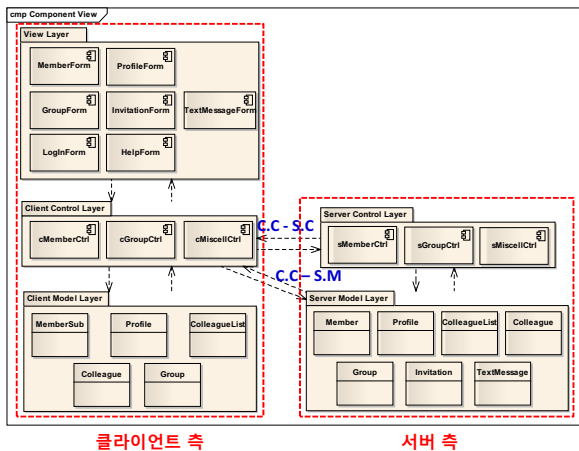 cmp Component View
View Layer
MemberForm
ProfileForm
GroupForm
InvitationForm
TextMessageForm
LogInForm
HelpForm
Client Control Layer
cMemberCtrl
cGroupCtrl
cMiscellCtrl
C.C - S.C
C.C – S.M
Server Control Layer
sMemberCtrl
sGroupCtrl
sMiscellCtrl
Client Model Layer
MemberSub
Profile
ColleagueList
Colleague
Group
Server Model Layer
Member
Profile
ColleagueList
Colleague
Group
Invitation
TextMessage
클라이언트 측
서버 측